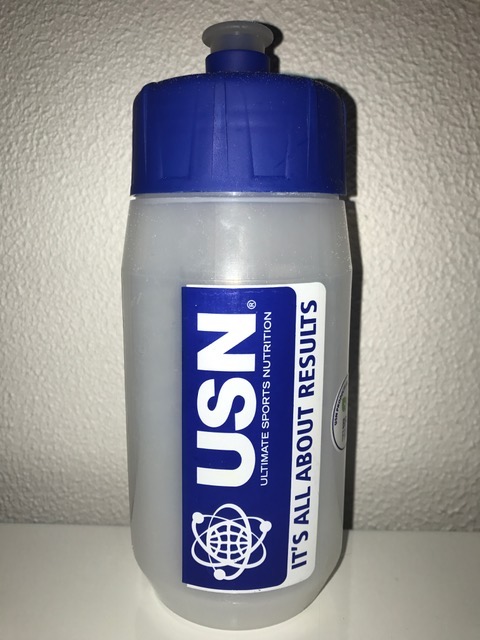 USN®
ULTIMATE SPORTS NUTRITION
IT'S ALL ABOUT RESULTS